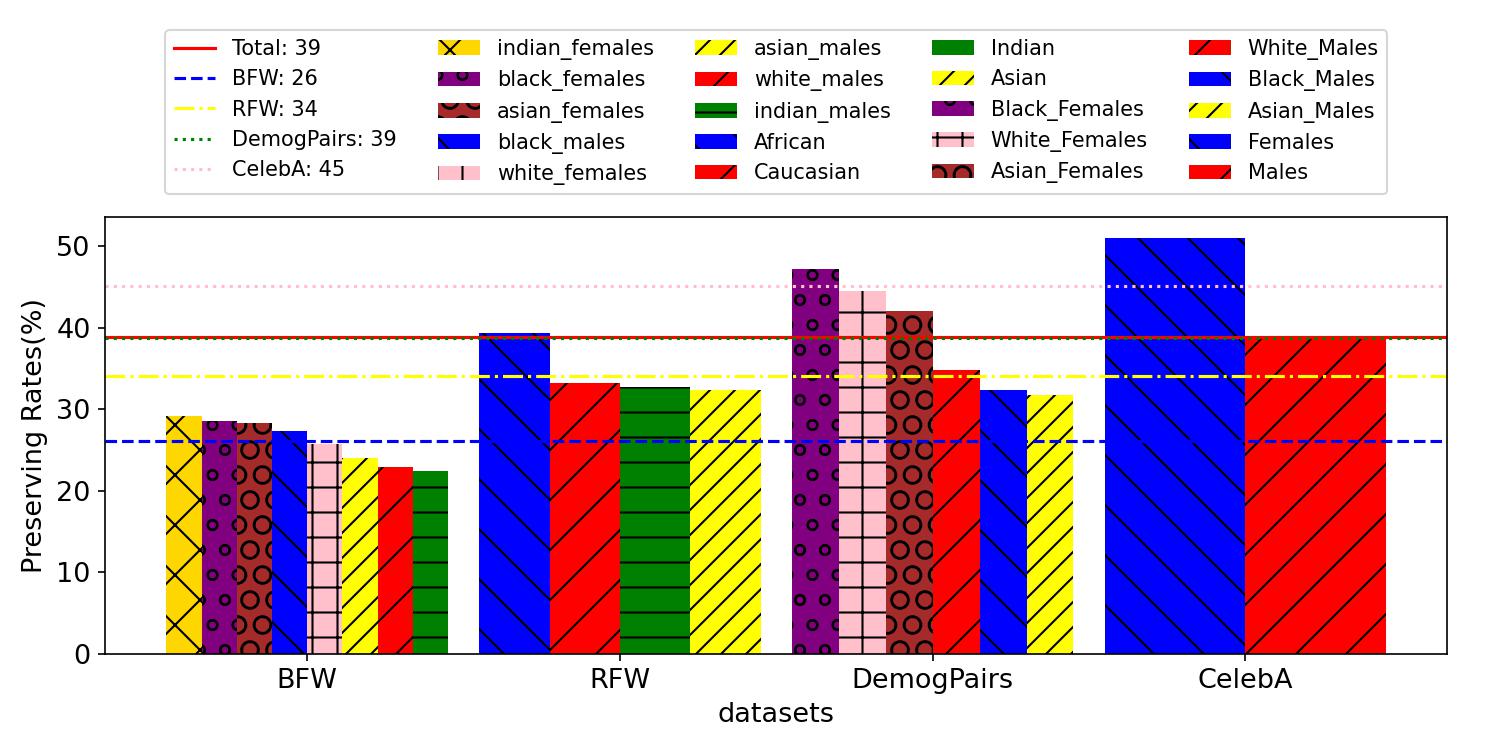 Total: 39
BFW: 26
RFW: 34
DemogPairs: 39
CelebA: 45
indian_females
black_females
asian_females
black_males
white_females
asian_males
white_males
indian_males
African
Caucasian
Indian
Asian
Black_Females
White_Females
Asian_Females
White_Males
Black_Males
Asian_Males
Females
Males
Preserving Rates(%)
50
40
30
20
10
0
BFW RFW DemogPairs CelebA
datasets